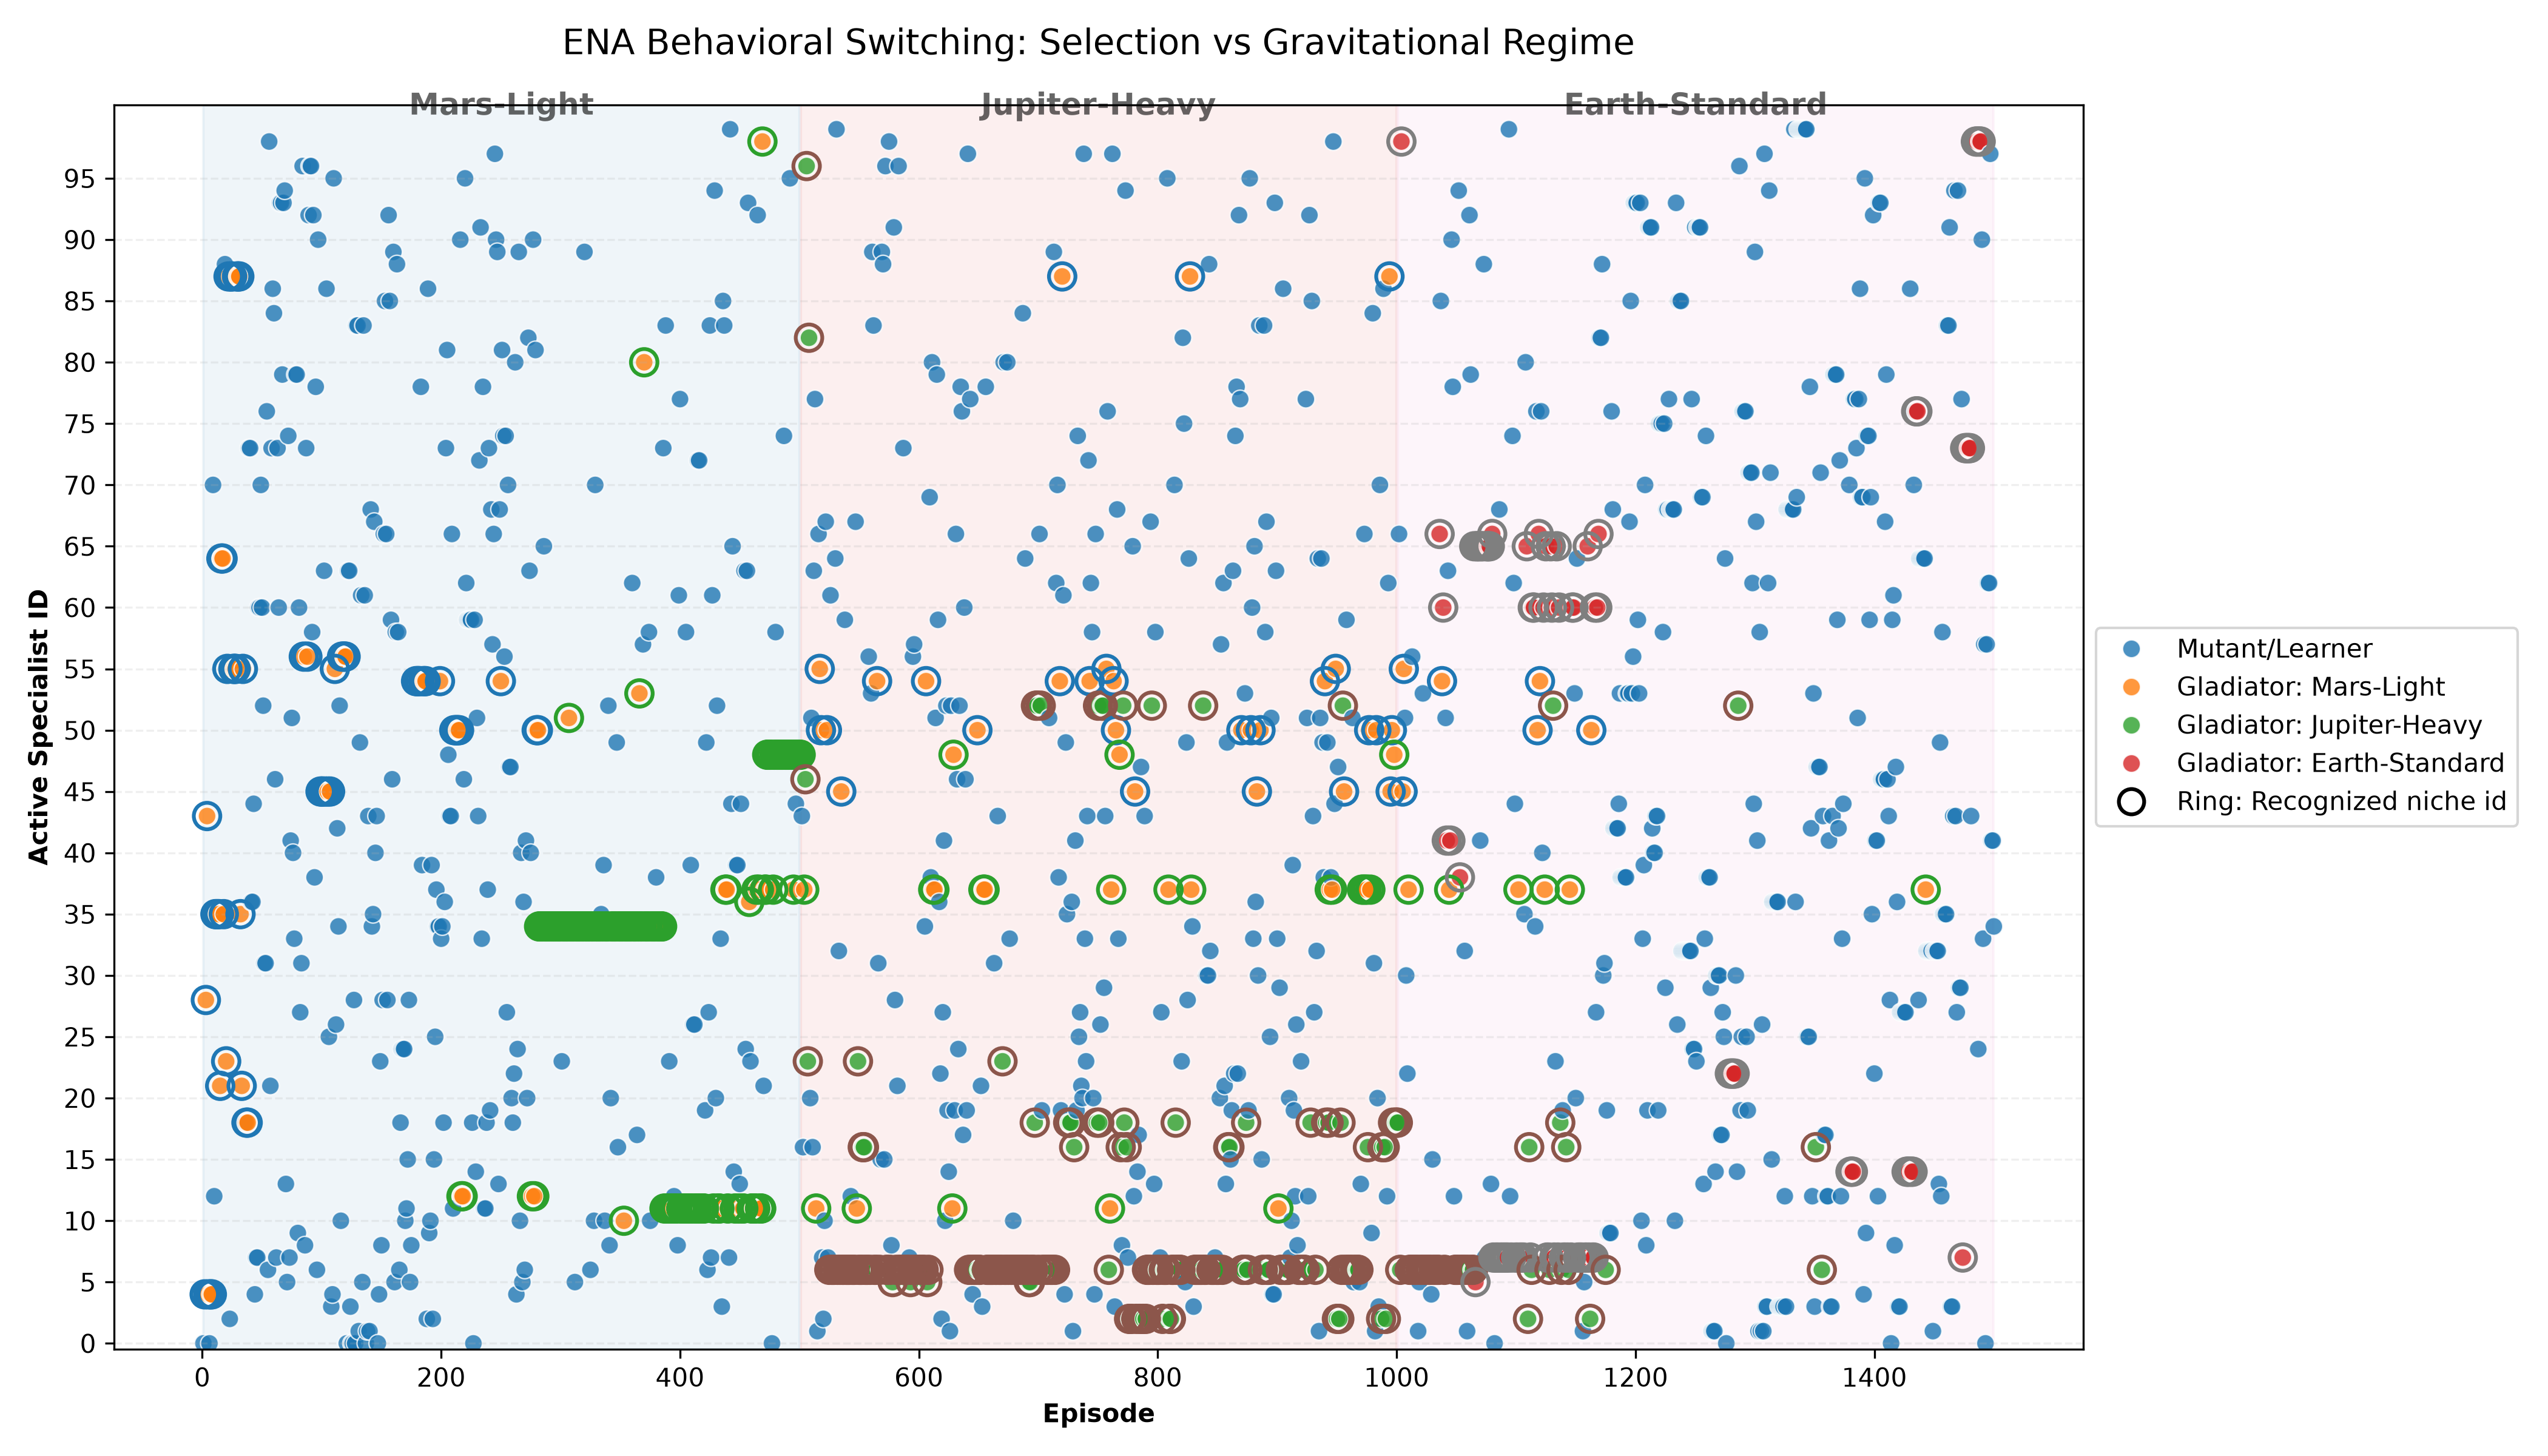 ENA Behavioral Switching: Selection vs Gravitational Regime
Mars-Light
Jupiter-Heavy
Earth-Standard
Active Specialist ID
95
90
85
80
75
70
65
60
55
50
45
40
35
30
25
20
15
10
5
0
0
200
400
600
800
1000
1200
1400
Episode
Mutant/Learner
Gladiator: Mars-Light
Gladiator: Jupiter-Heavy
Gladiator: Earth-Standard
Ring: Recognized niche id